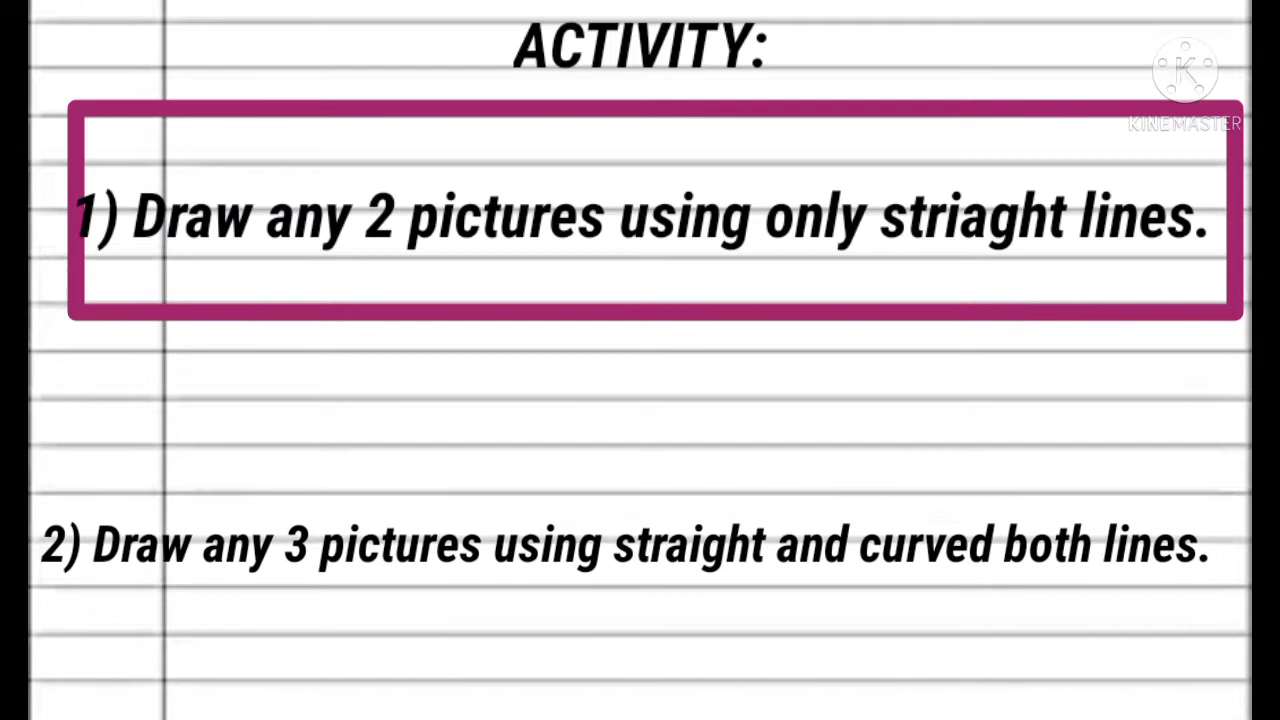 ACTIVITY:
K
KINEMASTER
1) Draw any 2 pictures using only striaght lines.
2) Draw any 3 pictures using straight and curved both lines.